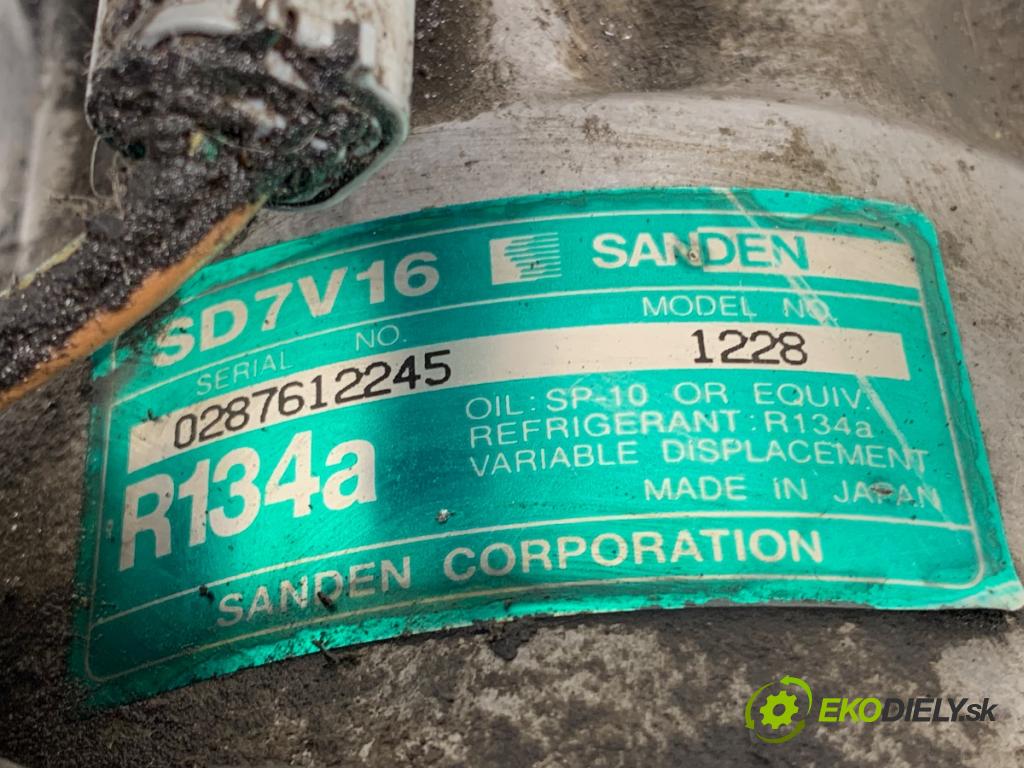 SD7V16 SANDEN
SERIAL NO. MODEL NO.
0287612245 1228
R134a
OIL: SP-10 OR EQUIV.
REFRIGERANT: R134a
VARIABLE DISPLACEMENT
MADE IN JAPAN
SANDEN CORPORATION
EKODIELY.sk